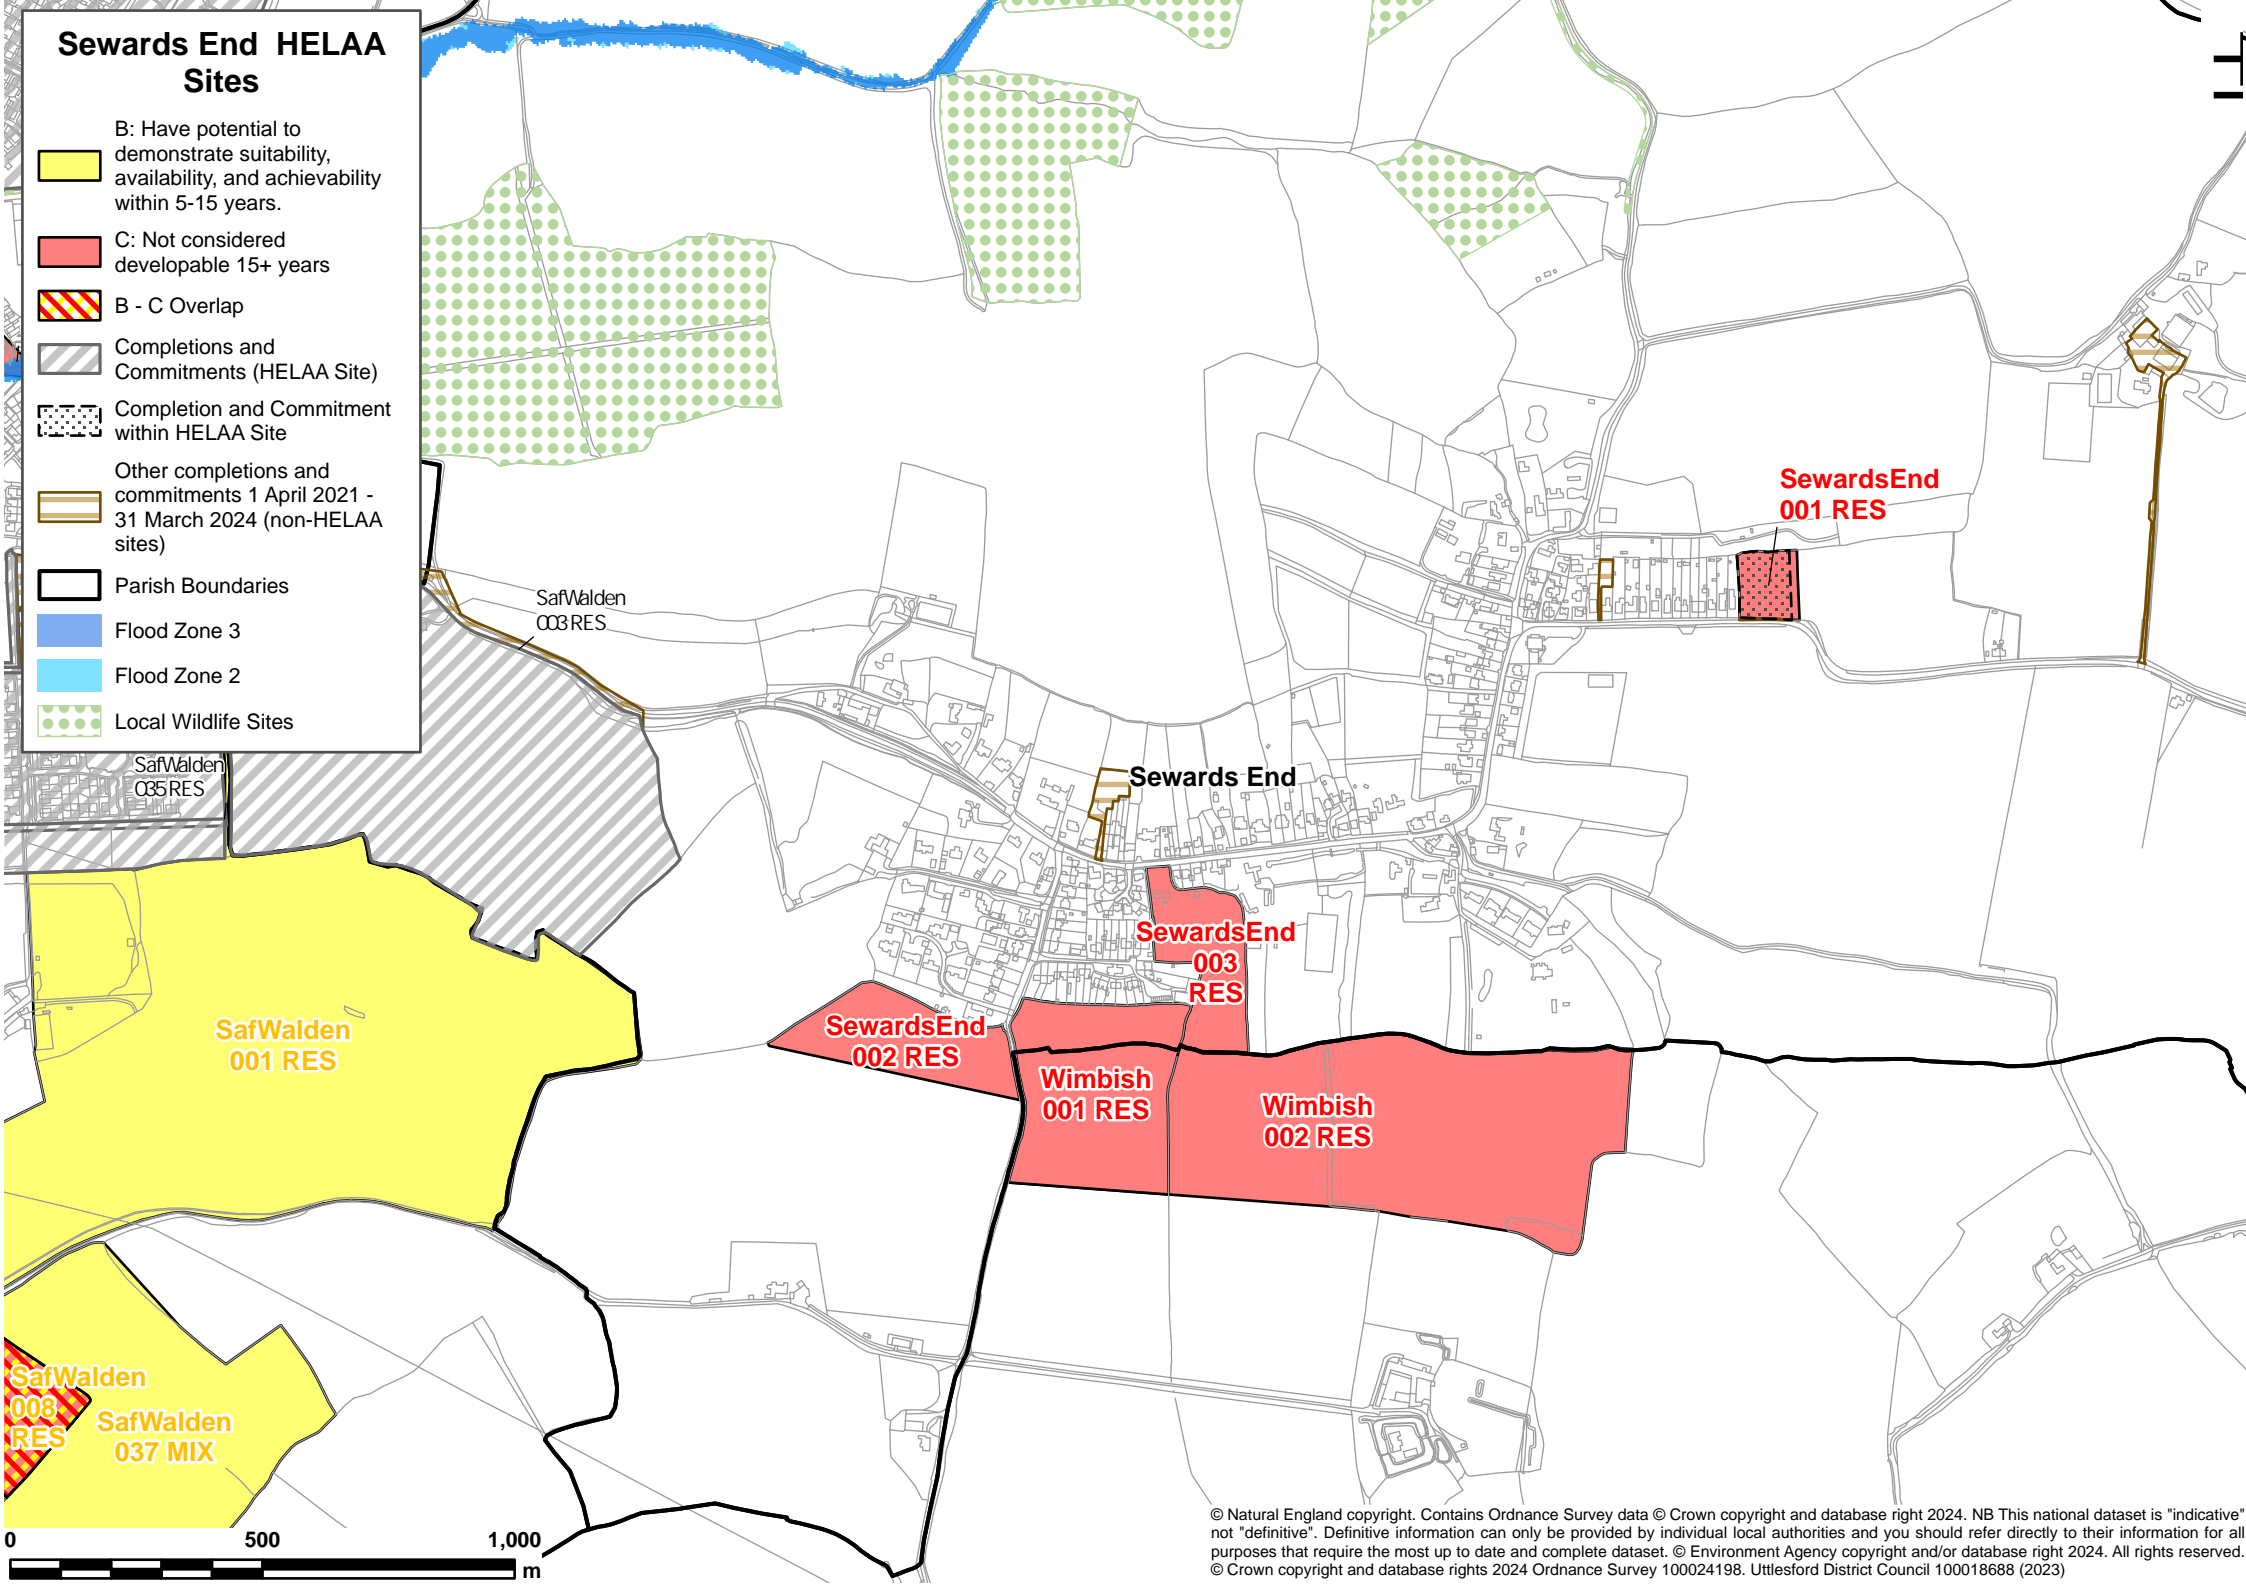 Sewards End HELAA
Sites
B: Have potential to
demonstrate suitability,
availability, and achievability
within 5-15 years.
C: Not considered
developable 15+ years
B - C Overlap
Completions and
Commitments (HELAA Site)
Completion and Commitment
within HELAA Site
Other completions and
commitments 1 April 2021 -
31 March 2024 (non-HELAA
sites)
Parish Boundaries
Flood Zone 3
Flood Zone 2
Local Wildlife Sites
SewardsEnd
001 RES
SafWalden
003 RES
SafWalden
035 RES
Sewards End
SewardsEnd
003
RES
SewardsEnd
002 RES
SafWalden
001 RES
Wimbish
001 RES
Wimbish
002 RES
SafWalden
008
RES
SafWalden
037 MIX
0 500 1,000
m
© Natural England copyright. Contains Ordnance Survey data © Crown copyright and database right 2024. NB This national dataset is "indicative"
not "definitive". Definitive information can only be provided by individual local authorities and you should refer directly to their information for all
purposes that require the most up to date and complete dataset. © Environment Agency copyright and/or database right 2024. All rights reserved.
© Crown copyright and database rights 2024 Ordnance Survey 100024198. Uttlesford District Council 100018688 (2023)